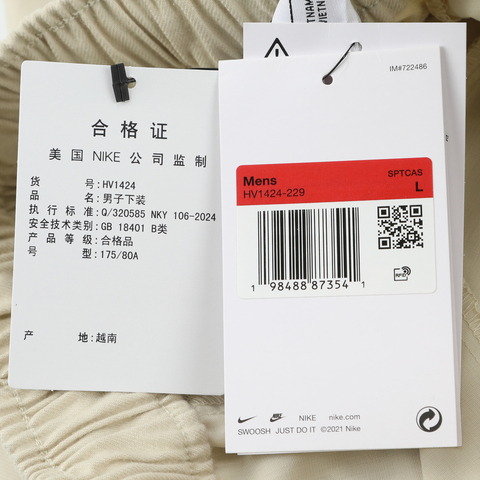 合格证
美国 NIKE 公司监制
货号:HV1424
品名:男子下装
执行标准:Q/320585 NKY 106-2024
安全技术类别:GB 18401 B类
产品等级:合格品
号型:175/80A
产地:越南
VIETNAM
IM#722486
SPTCAS
Mens L
HV1424-229
1 98488 87354 1
RFID
NIKE nike.com
SWOOSH JUST DO IT ©2021 Nike